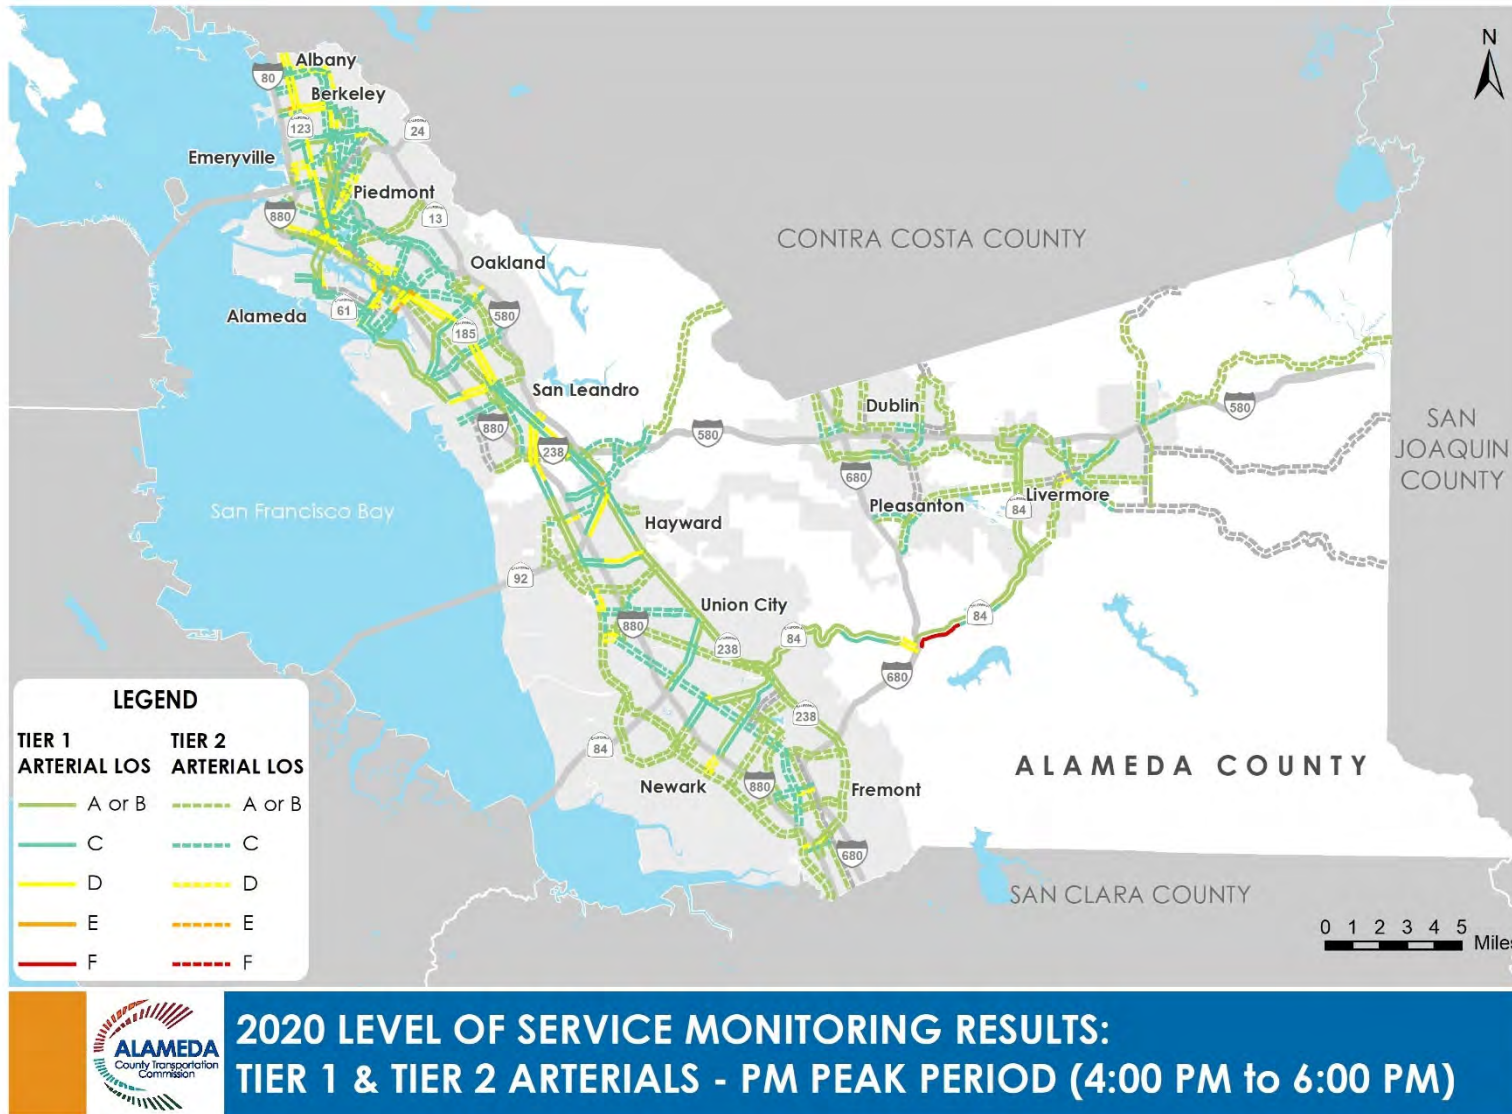 N
Albany
80
Berkeley
123
24
Emeryville
Piedmont
880
13
CONTRA COSTA COUNTY
Oakland
Alameda
61
580
185
San Leandro
Dublin
580
880
238
580
SAN
JOAQUIN
COUNTY
680
Pleasanton
Livermore
84
San Francisco Bay
Hayward
92
Union City
880
84
84
238
680
238
84
Newark
880
Fremont
ALAMEDA COUNTY
680
SAN CLARA COUNTY
0 1 2 3 4 5
Miles
LEGEND
TIER 1 TIER 2
ARTERIAL LOS ARTERIAL LOS
A or B A or B
C C
D D
E E
F F
ALAMEDA
County Transportation
Commission
2020 LEVEL OF SERVICE MONITORING RESULTS:
TIER 1 & TIER 2 ARTERIALS - PM PEAK PERIOD (4:00 PM to 6:00 PM)